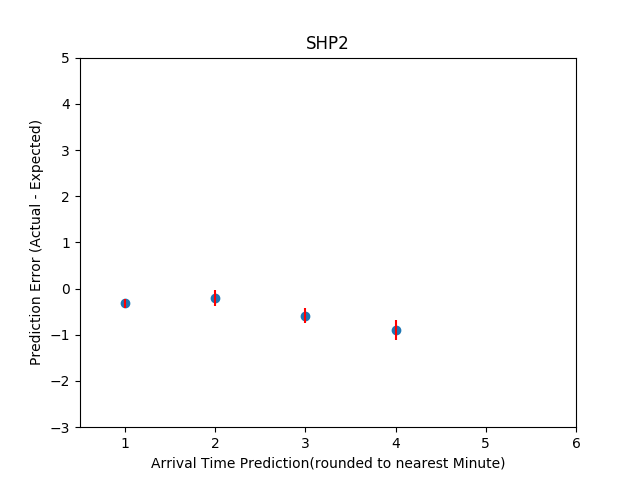 SHP2
5
4
3
2
1
0
−1
−2
−3
Prediction Error (Actual - Expected)
1 2 3 4 5 6
Arrival Time Prediction(rounded to nearest Minute)